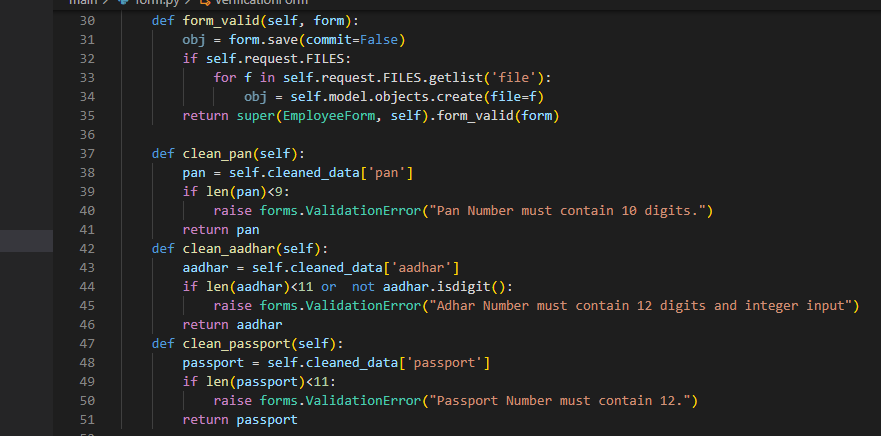 main > form.py > VerificationForm
30 def form_valid(self, form):
31 obj = form.save(commit=False)
32 if self.request.FILES:
33 for f in self.request.FILES.getlist('file'):
34 obj = self.model.objects.create(file=f)
35 return super(EmployeeForm, self).form_valid(form)
36
37 def clean_pan(self):
38 pan = self.cleaned_data['pan']
39 if len(pan)<9:
40 raise forms.ValidationError("Pan Number must contain 10 digits.")
41 return pan
42 def clean_aadhar(self):
43 aadhar = self.cleaned_data['aadhar']
44 if len(aadhar)<11 or  not aadhar.isdigit():
45 raise forms.ValidationError("Adhar Number must contain 12 digits and integer input")
46 return aadhar
47 def clean_passport(self):
48 passport = self.cleaned_data['passport']
49 if len(passport)<11:
50 raise forms.ValidationError("Passport Number must contain 12.")
51 return passport